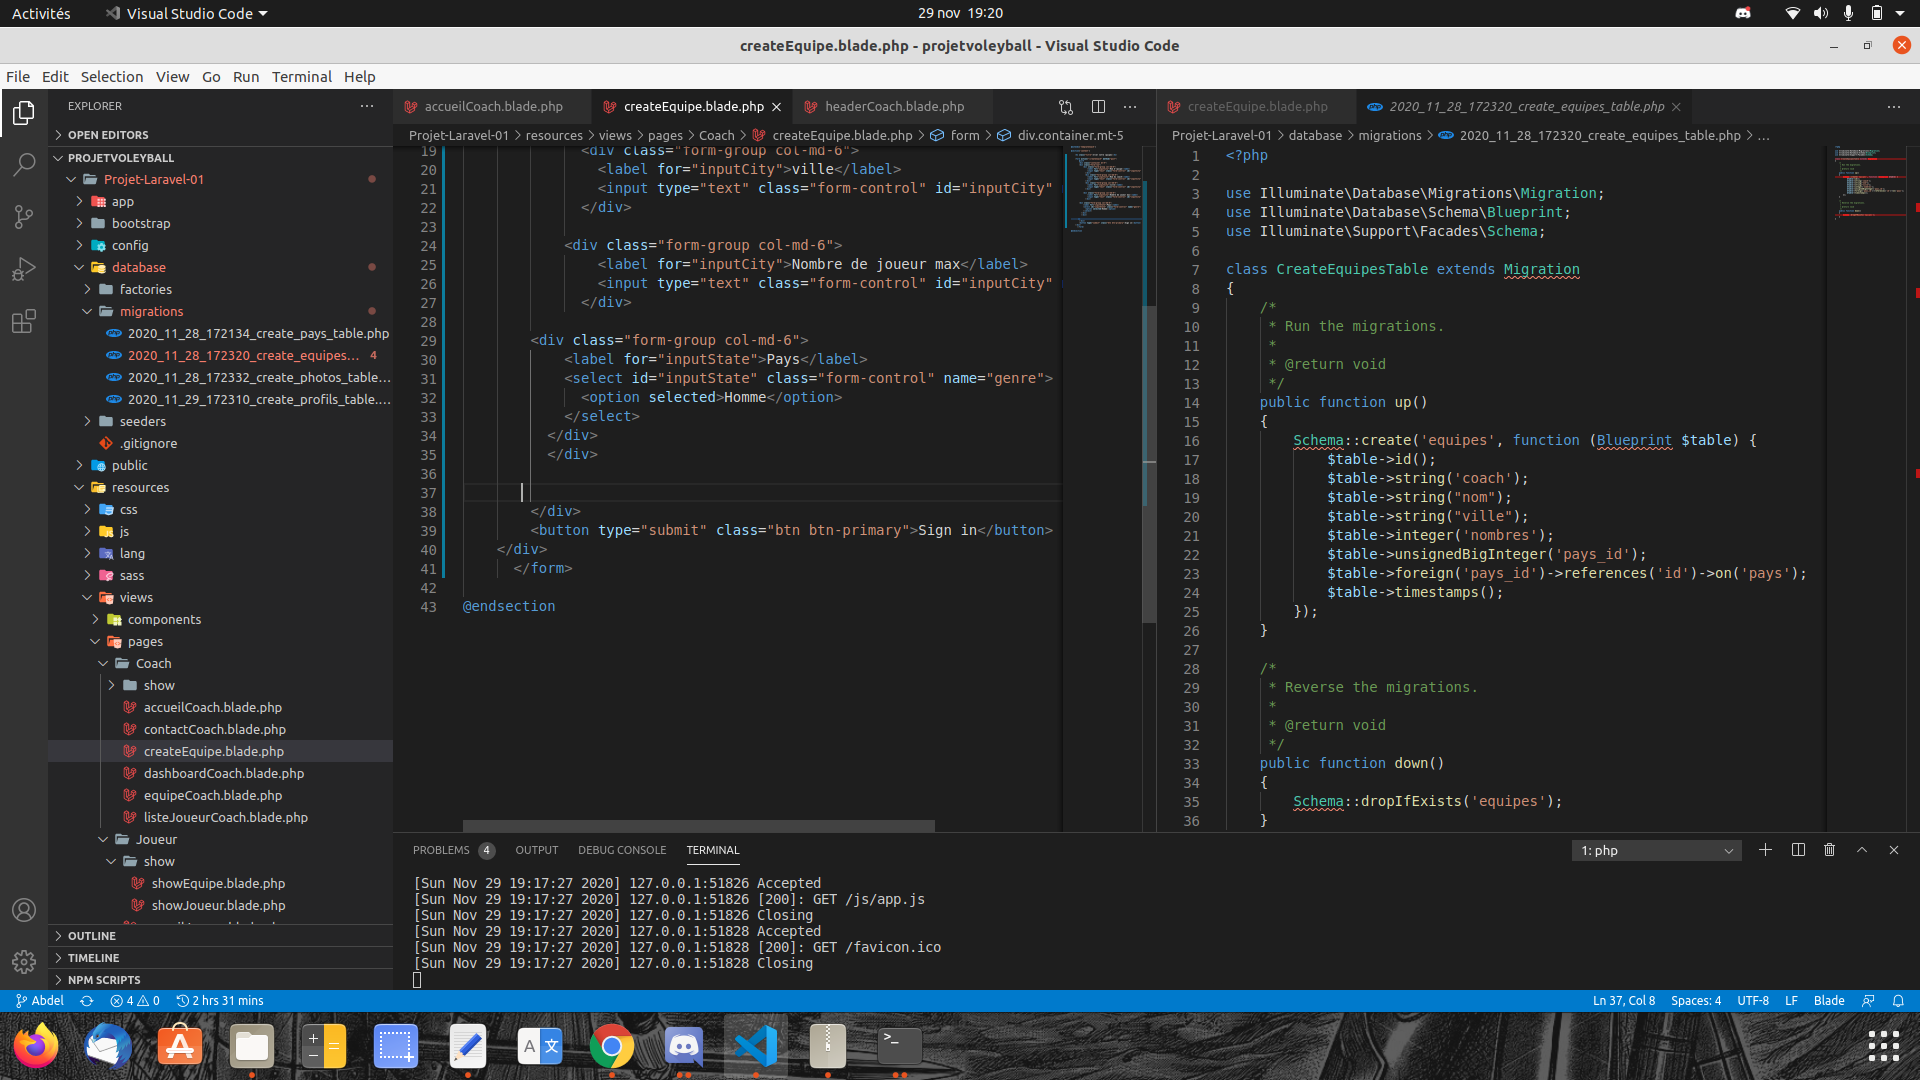 Activités
Visual Studio Code
29 nov 19:20
createEquipe.blade.php - projetvoleyball - Visual Studio Code
File Edit Selection View Go Run Terminal Help
EXPLORER
OPEN EDITORS
PROJETVOLEYBALL
Projet-Laravel-01
app
bootstrap
config
database
factories
migrations
2020_11_28_172134_create_pays_table.php
2020_11_28_172320_create_equipes... 4
2020_11_28_172332_create_photos_table...
2020_11_29_172310_create_profils_table....
seeders
.gitignore
public
resources
css
js
lang
sass
views
components
pages
Coach
show
accueilCoach.blade.php
contactCoach.blade.php
createEquipe.blade.php
dashboardCoach.blade.php
equipeCoach.blade.php
listeJoueurCoach.blade.php
Joueur
show
showEquipe.blade.php
showJoueur.blade.php
OUTLINE
TIMELINE
NPM SCRIPTS
accueilCoach.blade.php createEquipe.blade.php headerCoach.blade.php
Projet-Laravel-01 > resources > views > pages > Coach > createEquipe.blade.php > form > div.container.mt-5
19 <div class="form-group col-md-6">
20 <label for="inputCity">ville</label>
21 <input type="text" class="form-control" id="inputCity"
22 </div>
23
24 <div class="form-group col-md-6">
25 <label for="inputCity">Nombre de joueur max</label>
26 <input type="text" class="form-control" id="inputCity"
27 </div>
28
29 <div class="form-group col-md-6">
30 <label for="inputState">Pays</label>
31 <select id="inputState" class="form-control" name="genre">
32 <option selected>Homme</option>
33 </select>
34 </div>
35 </div>
36
37
38 </div>
39 <button type="submit" class="btn btn-primary">Sign in</button>
40 </div>
41 </form>
42
43 @endsection
createEquipe.blade.php 2020_11_28_172320_create_equipes_table.php
Projet-Laravel-01 > database > migrations > 2020_11_28_172320_create_equipes_table.php > ...
1 <?php
2
3 use Illuminate\Database\Migrations\Migration;
4 use Illuminate\Database\Schema\Blueprint;
5 use Illuminate\Support\Facades\Schema;
6
7 class CreateEquipesTable extends Migration
8 {
9 /*
10 * Run the migrations.
11 *
12 * @return void
13 */
14 public function up()
15 {
16 Schema::create('equipes', function (Blueprint $table) {
17 $table->id();
18 $table->string('coach');
19 $table->string("nom");
20 $table->string("ville");
21 $table->integer('nombres');
22 $table->unsignedBigInteger('pays_id');
23 $table->foreign('pays_id')->references('id')->on('pays');
24 $table->timestamps();
25 });
26 }
27
28 /*
29 * Reverse the migrations.
30 *
31 * @return void
32 */
33 public function down()
34 {
35 Schema::dropIfExists('equipes');
36 }
PROBLEMS 4 OUTPUT DEBUG CONSOLE TERMINAL
1: php
[Sun Nov 29 19:17:27 2020] 127.0.0.1:51826 Accepted
[Sun Nov 29 19:17:27 2020] 127.0.0.1:51826 [200]: GET /js/app.js
[Sun Nov 29 19:17:27 2020] 127.0.0.1:51826 Closing
[Sun Nov 29 19:17:27 2020] 127.0.0.1:51828 Accepted
[Sun Nov 29 19:17:27 2020] 127.0.0.1:51828 [200]: GET /favicon.ico
[Sun Nov 29 19:17:27 2020] 127.0.0.1:51828 Closing
Abdel 4 0 2 hrs 31 mins
Ln 37, Col 8 Spaces: 4 UTF-8 LF Blade